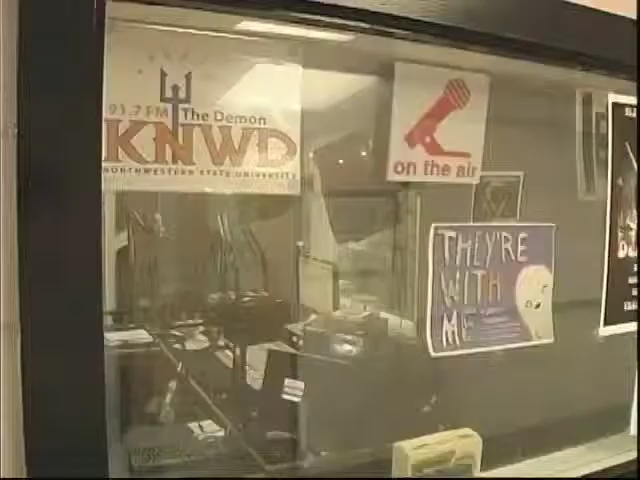 91.7 FM The Demon
KNWD
NORTHWESTERN STATE UNIVERSITY
on the air
THEY'RE
WITH
ME